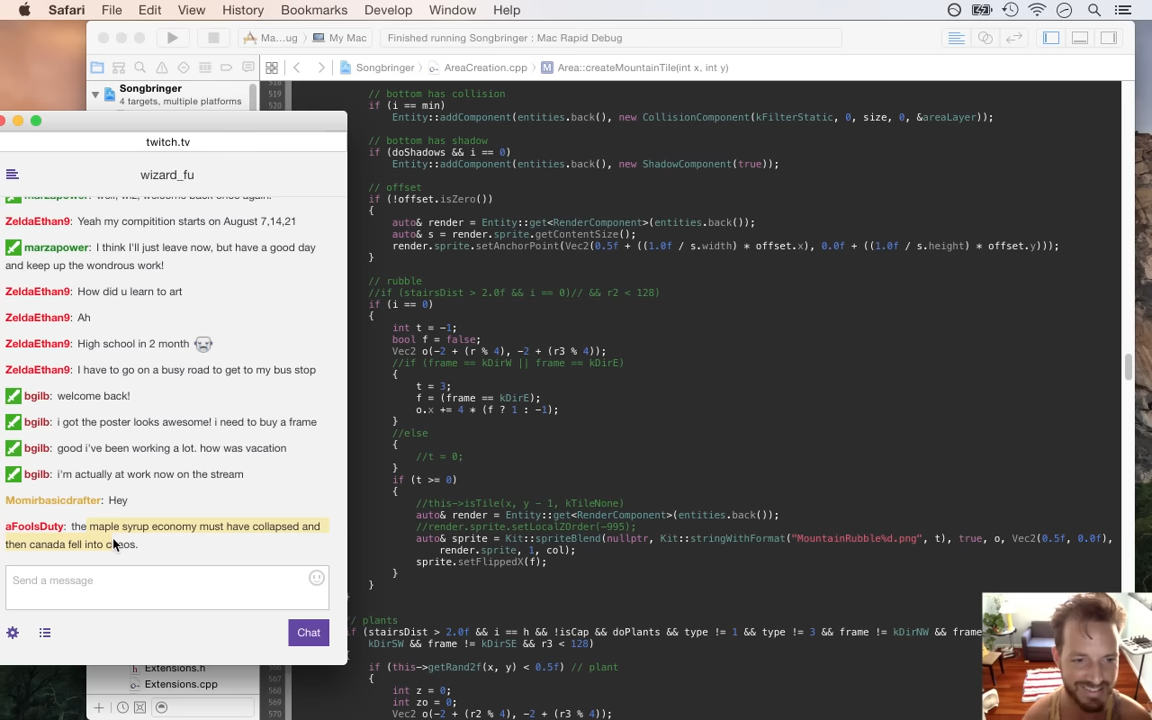 Safari File Edit View History Bookmarks Develop Window Help
Ma...ug My Mac Finished running Songbringer : Mac Rapid Debug
Songbringer AreaCreation.cpp M Area::createMountainTile(int x, int y)
Songbringer
4 targets, multiple platforms
twitch.tv
wizard_fu
ZeldaEthan9: Yeah my compitition starts on August 7,14,21
marzapower: I think I'll just leave now, but have a good day
and keep up the wondrous work!
ZeldaEthan9: How did u learn to art
ZeldaEthan9: Ah
ZeldaEthan9: High school in 2 month
ZeldaEthan9: I have to go on a busy road to get to my bus stop
bgilb: welcome back!
bgilb: i got the poster looks awesome! i need to buy a frame
bgilb: good i've been working a lot. how was vacation
bgilb: i'm actually at work now on the stream
Momirbasicdrafter: Hey
aFoolsDuty: the maple syrup economy must have collapsed and
then canada fell into chaos.
Send a message
Chat
Extensions.h
Extensions.cpp
519 // bottom has collision
520 if (i == min)
Entity::addComponent(entities.back(), new CollisionComponent(kFilterStatic, 0, size, 0, &areaLayer));
// bottom has shadow
if (doShadows && i == 0)
Entity::addComponent(entities.back(), new ShadowComponent(true));
// offset
if (!offset.isZero())
{
auto& render = Entity::get<RenderComponent>(entities.back());
auto& s = render.sprite.getContentSize();
render.sprite.setAnchorPoint(Vec2(0.5f + ((1.0f / s.width) * offset.x), 0.0f + ((1.0f / s.height) * offset.y)));
}
// rubble
//if (stairsDist > 2.0f && i == 0)// && r2 < 128)
if (i == 0)
{
int t = -1;
bool f = false;
Vec2 o(-2 + (r % 4), -2 + (r3 % 4));
//if (frame == kDirW || frame == kDirE)
{
t = 3;
f = (frame == kDirE);
o.x += 4 * (f ? 1 : -1);
}
//else
{
//t = 0;
}
if (t >= 0)
{
//this->isTile(x, y - 1, kTileNone)
auto& render = Entity::get<RenderComponent>(entities.back());
//render.sprite.setLocalZOrder(-995);
auto& sprite = Kit::spriteBlend(nullptr, Kit::stringWithFormat("MountainRubble%d.png", t), true, o, Vec2(0.5f, 0.0f),
render.sprite, 1, col);
sprite.setFlippedX(f);
}
}
// plants
if (stairsDist > 2.0f && i == h && !isCap && doPlants && type != 1 && type != 3 && frame != kDirNW && frame
kDirSW && frame != kDirSE && r3 < 128)
{
567 if (this->getRand2f(x, y) < 0.5f) // plant
568 {
569 int z = 0;
int zo = 0;
570 Vec2 o(-2 + (r2 % 4), -2 + (r3 % 4));